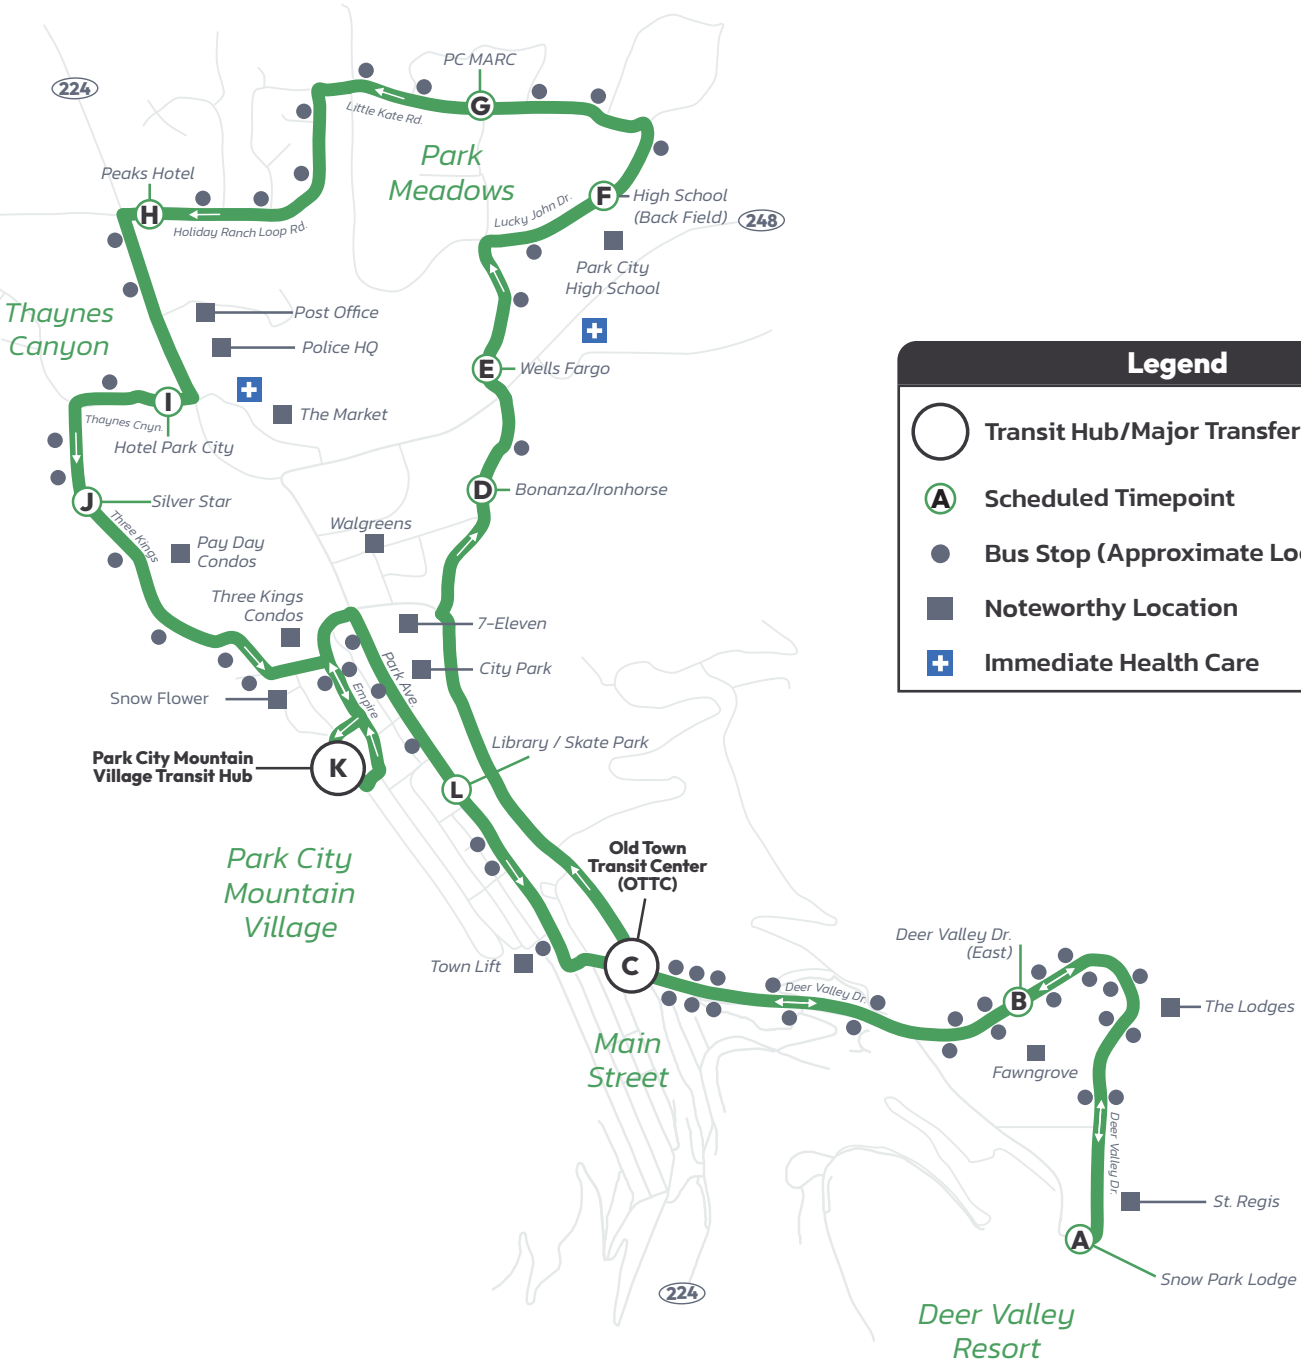 PC MARC
224
G
Little Kate Rd.
Park
Meadows
Peaks Hotel
H
Holiday Ranch Loop Rd.
F
High School
(Back Field)
248
Lucky John Dr.
Park City
High School
Thaynes
Canyon
Post Office
Police HQ
E
Wells Fargo
I
The Market
Thaynes Cnyn.
Hotel Park City
J
Silver Star
D
Bonanza/Ironhorse
Three Kings
Walgreens
Pay Day
Condos
Three Kings
Condos
7-Eleven
City Park
Park Ave.
Empire
Snow Flower
Library / Skate Park
Park City Mountain
Village Transit Hub
K
L
Park City
Mountain
Village
Old Town
Transit Center
(OTTC)
Town Lift
C
Deer Valley Dr.
(East)
Deer Valley Dr.
B
The Lodges
Main
Street
Fawngrove
Deer Valley Dr.
St. Regis
A
Snow Park Lodge
224
Deer Valley
Resort
Legend
Transit Hub/Major Transfer
A
Scheduled Timepoint
Bus Stop (Approximate Lo
Noteworthy Location
Immediate Health Care